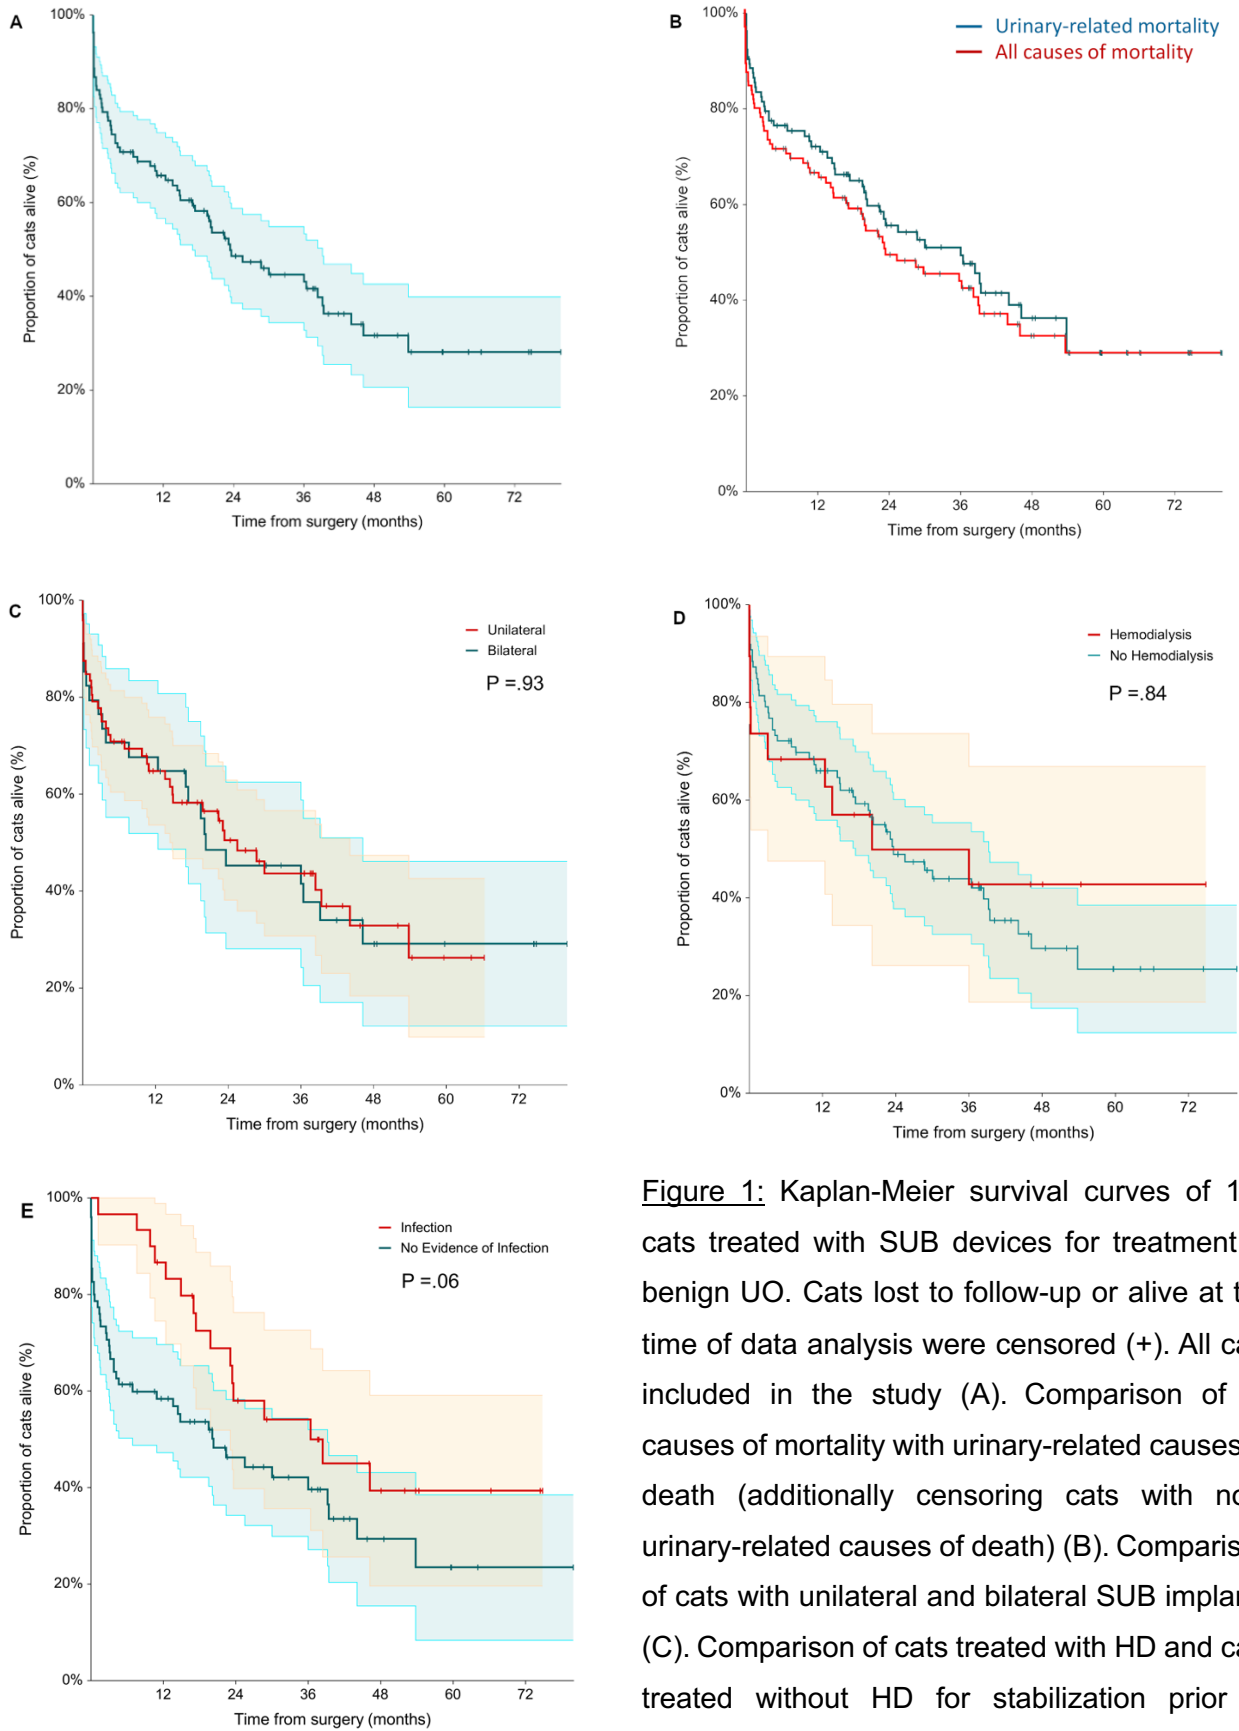 A
100%
80%
60%
40%
20%
0%
Proportion of cats alive (%)
12 24 36 48 60 72
Time from surgery (months)
B
100%
80%
60%
40%
20%
0%
Proportion of cats alive (%)
Urinary-related mortality
All causes of mortality
12 24 36 48 60 72
Time from surgery (months)
C
100%
80%
60%
40%
20%
0%
Proportion of cats alive (%)
Unilateral
Bilateral
P =.93
12 24 36 48 60 72
Time from surgery (months)
D
100%
80%
60%
40%
20%
0%
Proportion of cats alive (%)
Hemodialysis
No Hemodialysis
P =.84
12 24 36 48 60 72
Time from surgery (months)
E
100%
80%
60%
40%
20%
0%
Proportion of cats alive (%)
Infection
No Evidence of Infection
P =.06
12 24 36 48 60 72
Time from surgery (months)
Figure 1: Kaplan-Meier survival curves of
cats treated with SUB devices for treatment
benign UO. Cats lost to follow-up or alive at
time of data analysis were censored (+). All
included in the study (A). Comparison of
causes of mortality with urinary-related causes
death (additionally censoring cats with
urinary-related causes of death) (B).
of cats with unilateral and bilateral SUB
(C). Comparison of cats treated with HD and
treated without HD for stabilization prior